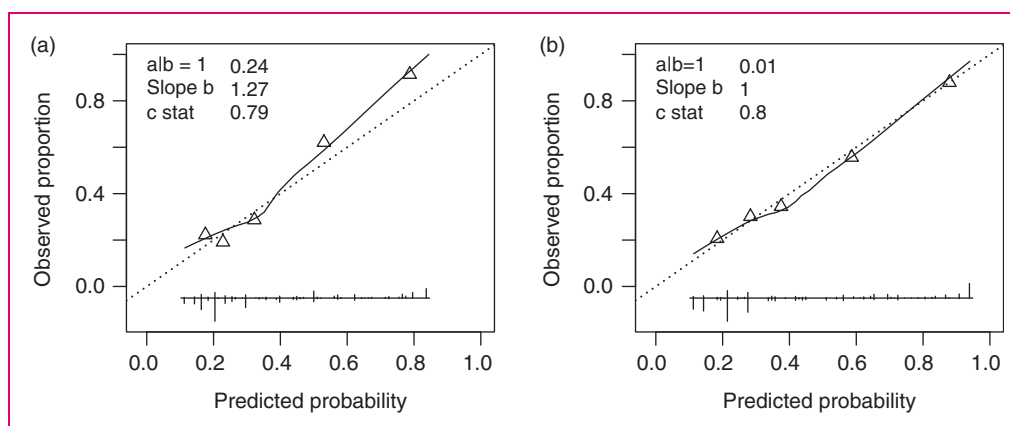 (a)
a|b = 1 0.24
Slope b 1.27
c stat 0.79
Observed proportion
0.8
0.4
0.0
0.0 0.2 0.4 0.6 0.8 1.0
Predicted probability
(b)
a|b=1 0.01
Slope b 1
c stat 0.8
Observed proportion
0.8
0.4
0.0
0.0 0.2 0.4 0.6 0.8 1.0
Predicted probability